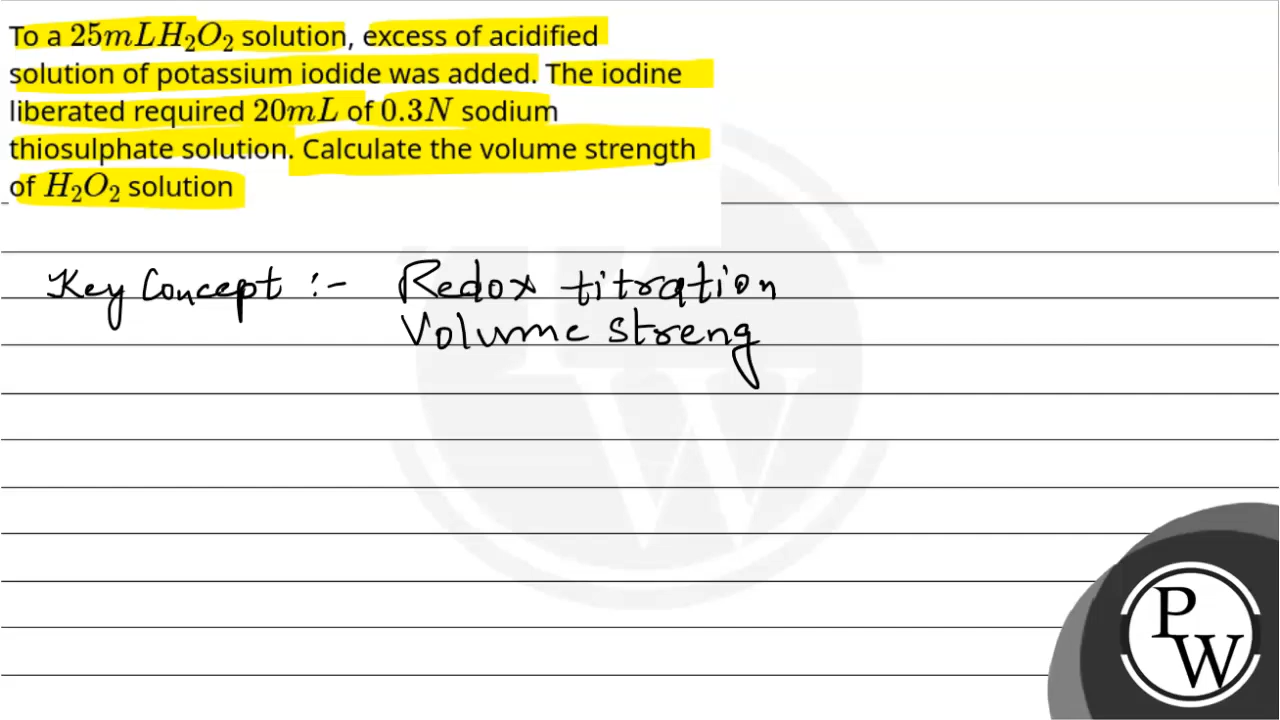 To a 25mLH₂O₂ solution, excess of acidified
solution of potassium iodide was added. The iodine
liberated required 20mL of 0.3N sodium
thiosulphate solution. Calculate the volume strength
of H₂O₂ solution
Key Concept :- Redox titration
Volume streng
P
W